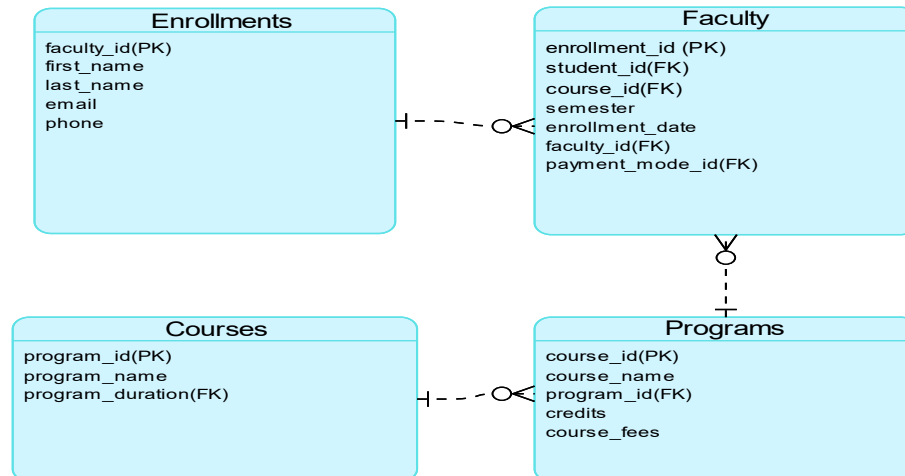 Enrollments
faculty_id(PK)
first_name
last_name
email
phone
Faculty
enrollment_id (PK)
student_id(FK)
course_id(FK)
semester
enrollment_date
faculty_id(FK)
payment_mode_id(FK)
Courses
program_id(PK)
program_name
program_duration(FK)
Programs
course_id(PK)
course_name
program_id(FK)
credits
course_fees